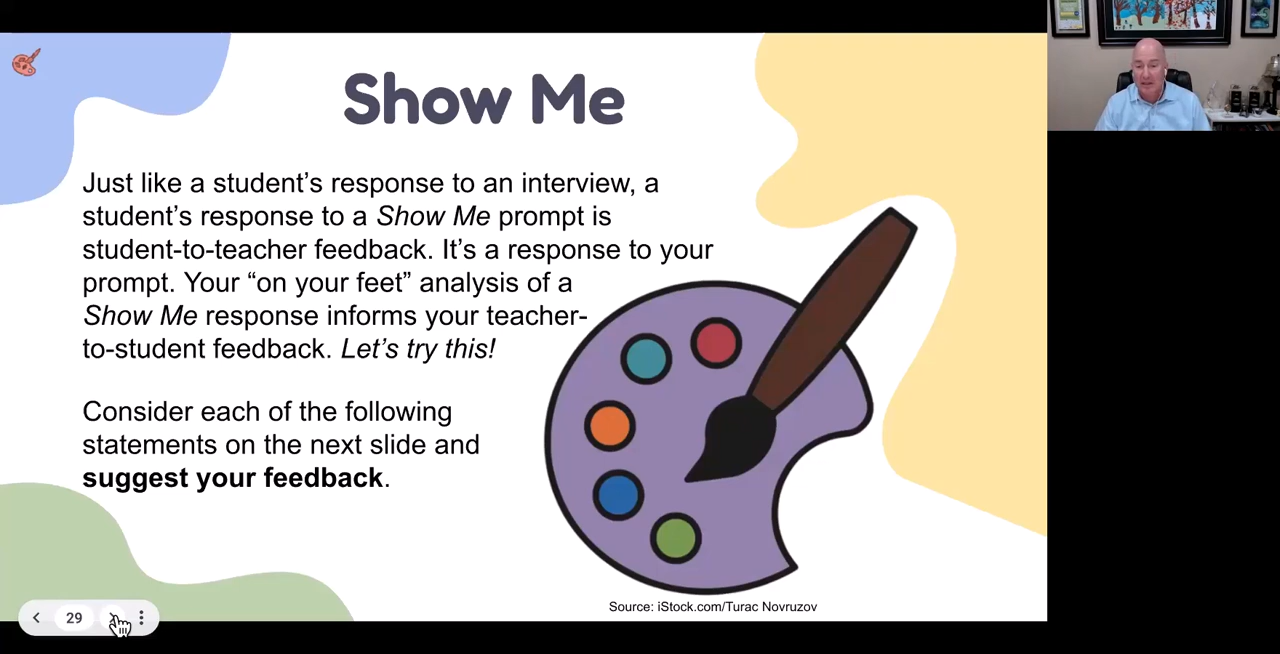 Show Me
Just like a student’s response to an interview, a
student’s response to a Show Me prompt is
student-to-teacher feedback. It’s a response to your
prompt. Your “on your feet” analysis of a
Show Me response informs your teacher-
to-student feedback. Let’s try this!
Consider each of the following
statements on the next slide and
suggest your feedback.
Source: iStock.com/Turac Novruzov
29